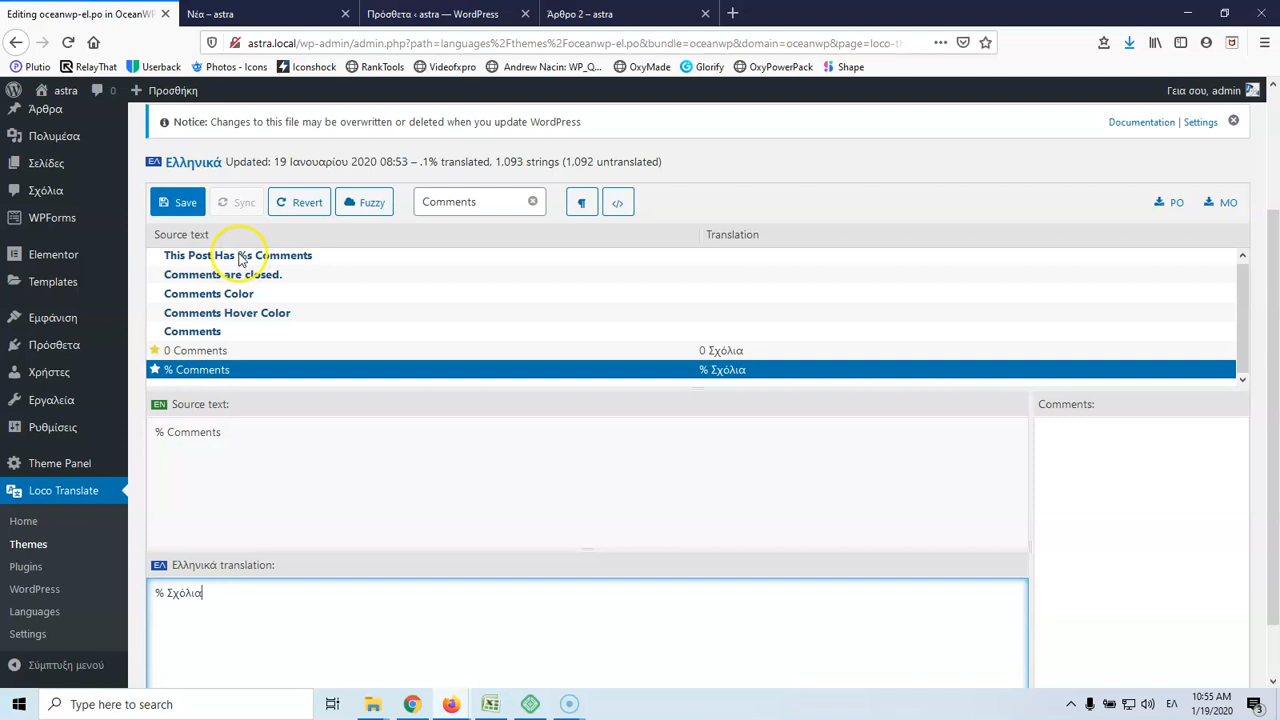 Editing oceanwp-el.po in OceanW
Νέα – astra
Πρόσθετα ‹ astra — WordPress
Άρθρο 2 – astra
astra.local/wp-admin/admin.php?path=languages%2Fthemes%2Foceanwp-el.po&bundle=oceanwp&domain=oceanwp&page=loco-t
Plutio
RelayThat
Userback
Photos - Icons
Iconshock
RankTools
Videofxpro
Andrew Nacin: WP_Q...
OxyMade
Glorify
OxyPowerPack
Shape
astra
0
Προσθήκη
Γεια σου, admin
Άρθρα
Πολυμέσα
Σελίδες
Σχόλια
WPForms
Elementor
Templates
Εμφάνιση
Πρόσθετα
Χρήστες
Εργαλεία
Ρυθμίσεις
Theme Panel
Loco Translate
Home
Themes
Plugins
WordPress
Languages
Settings
Σύμπτυξη μενού
Notice: Changes to this file may be overwritten or deleted when you update WordPress
Documentation | Settings
ΕΛ Ελληνικά Updated: 19 Ιανουαρίου 2020 08:53 – .1% translated, 1,093 strings (1,092 untranslated)
Save
Sync
Revert
Fuzzy
Comments
¶
</>
PO
MO
Source text
Translation
This Post Has %s Comments
Comments are closed.
Comments Color
Comments Hover Color
Comments
0 Comments
0 Σχόλια
% Comments
% Σχόλια
EN Source text:
Comments:
% Comments
ΕΛ Ελληνικά translation:
% Σχόλια
Type here to search
ΕΛ
10:55 AM
1/19/2020
3